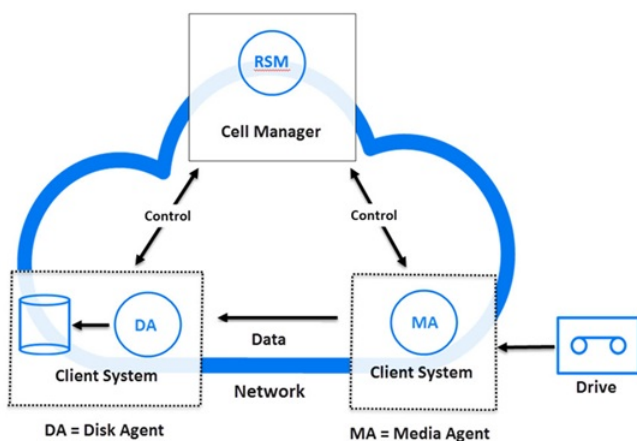 RSM
Cell Manager
Control
Control
DA
MA
Data
Client System
Client System
Drive
Network
DA = Disk Agent
MA = Media Agent